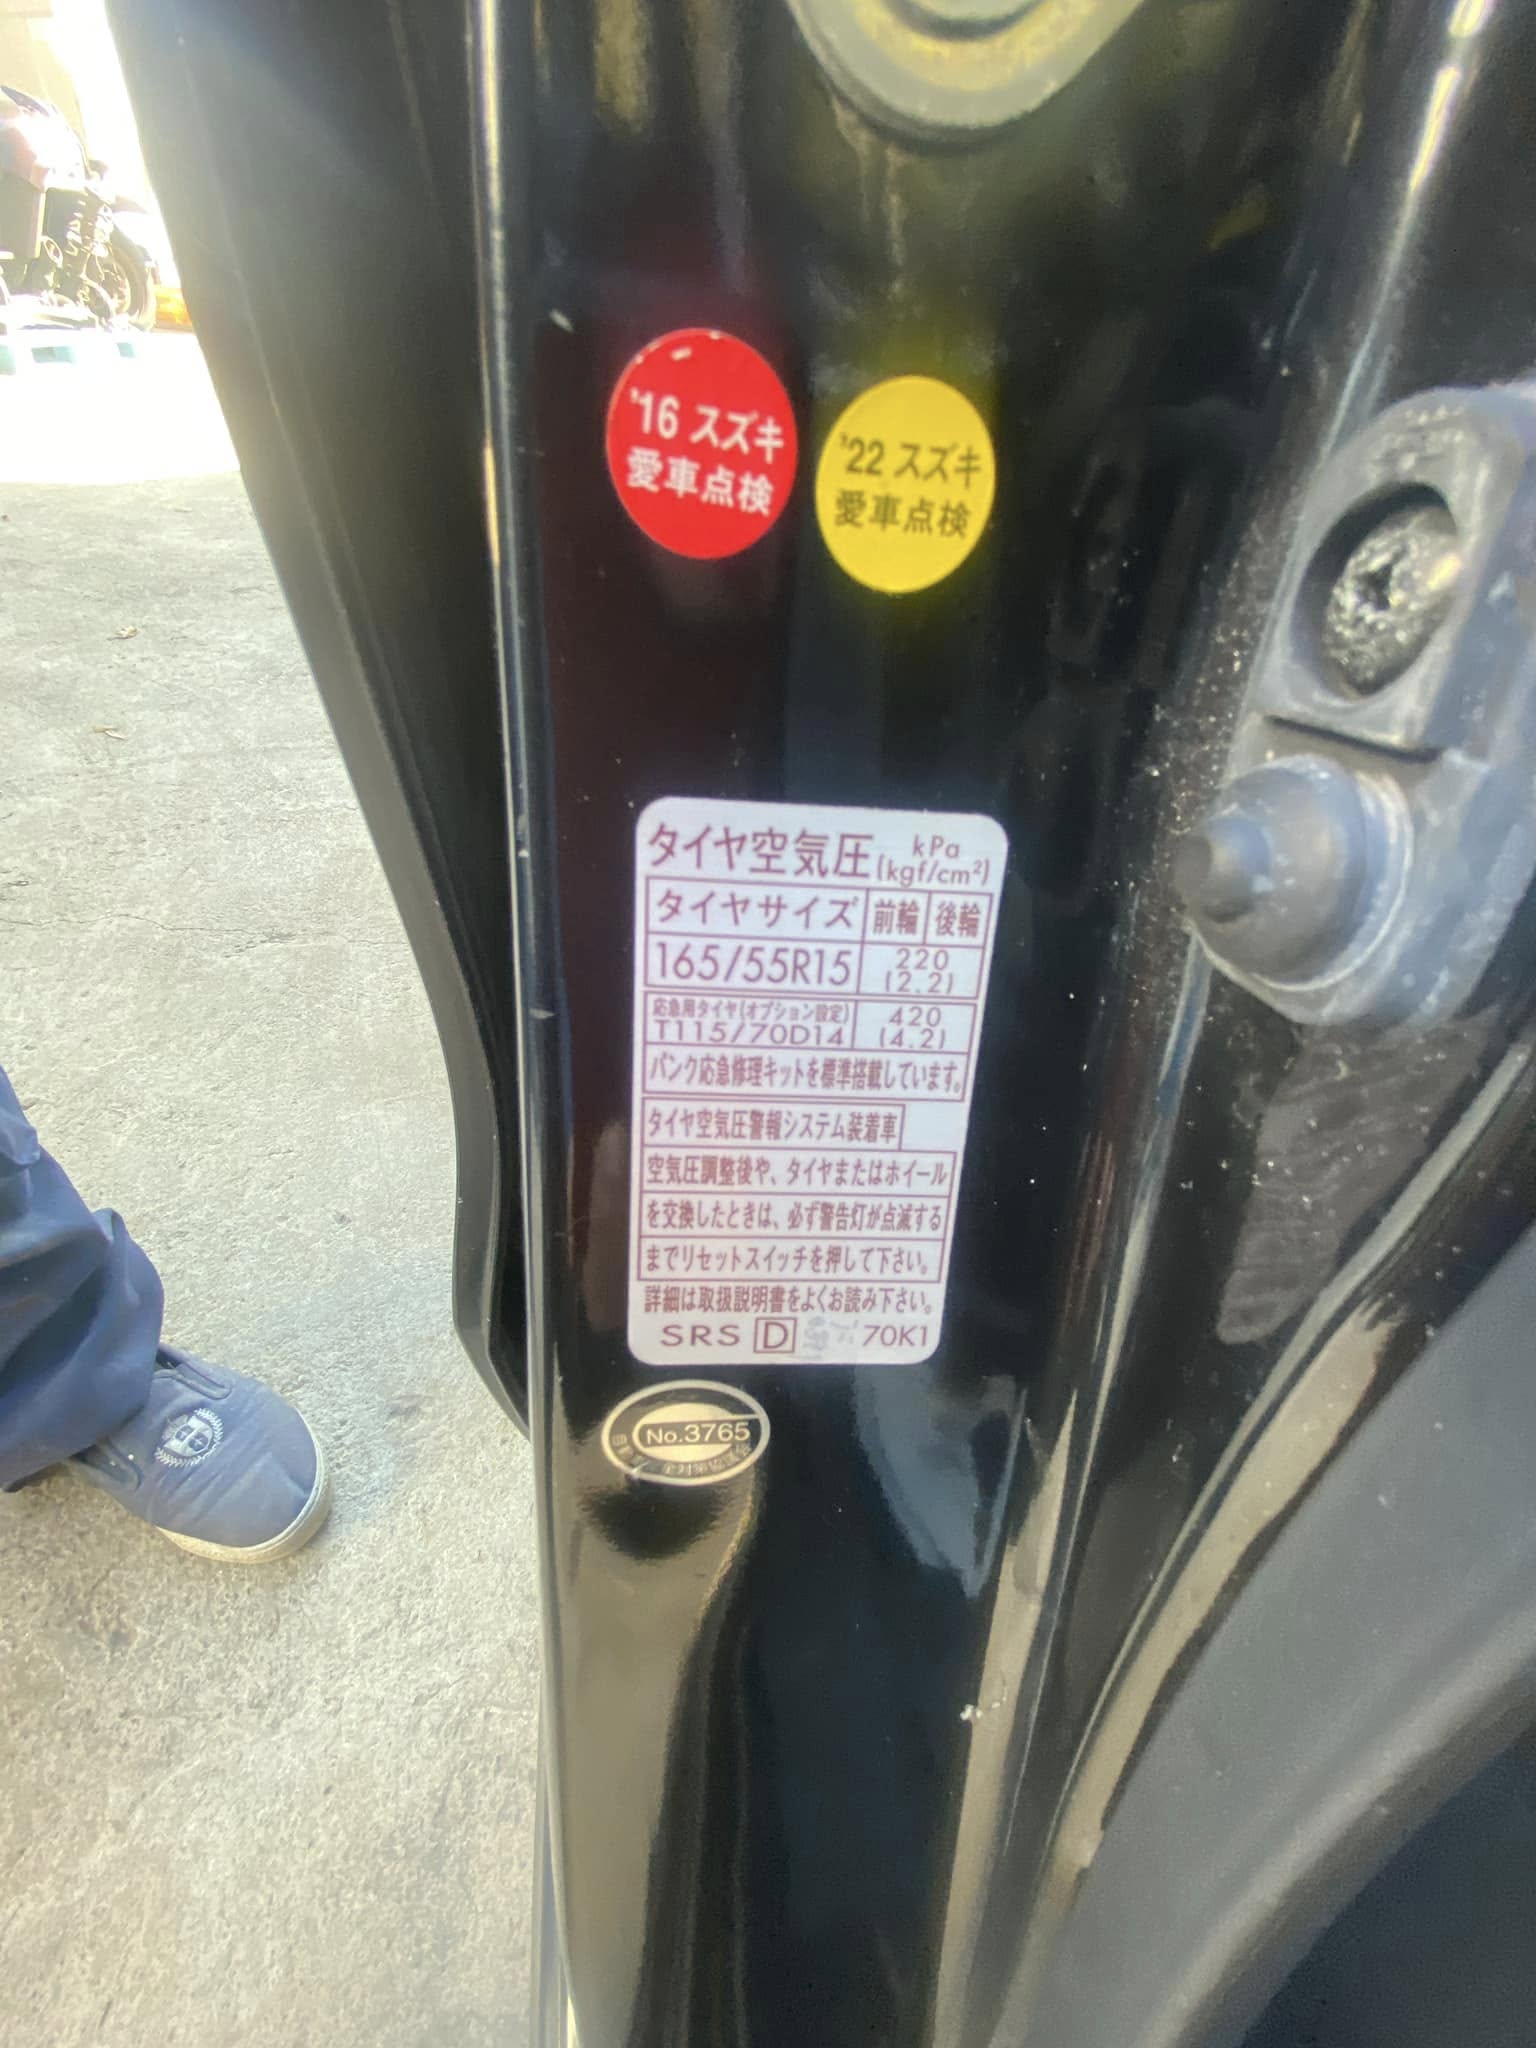 '16 スズキ
愛車点検
'22 スズキ
愛車点検
タイヤ空気圧 kPa
(kgf/cm²)
タイヤサイズ 前輪 後輪
165/55R15 220
(2.2)
応急用タイヤ(オプション設定)
T115/70D14 420
(4.2)
パンク応急修理キットを標準搭載しています。
タイヤ空気圧警報システム装着車
空気圧調整後や、タイヤまたはホイール
を交換したときは、必ず警告灯が点滅する
までリセットスイッチを押して下さい。
詳細は取扱説明書をよくお読み下さい。
SRS D 70K1
No.3765